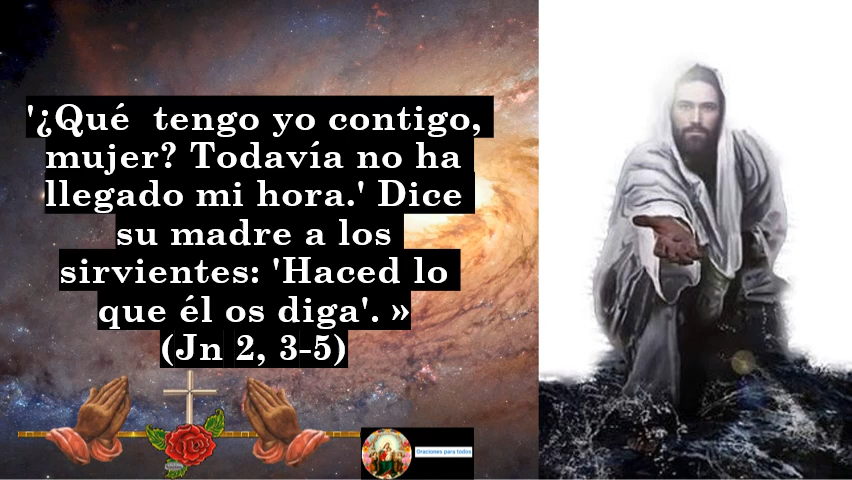 '¿Qué  tengo yo contigo,
mujer? Todavía no ha
llegado mi hora.' Dice
su madre a los
sirvientes: 'Haced lo
que él os diga'. »
(Jn 2, 3-5)
Oraciones para todos